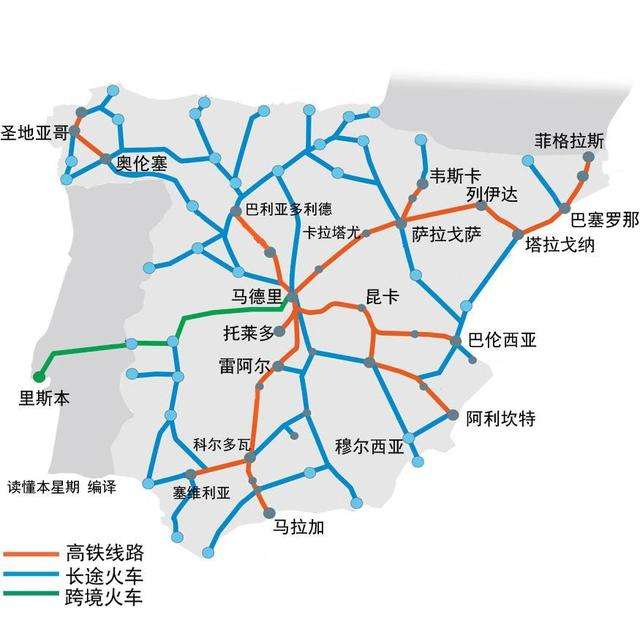 圣地亚哥
奥伦塞
菲格拉斯
韦斯卡
列伊达
巴利亚多利德
巴塞罗那
卡拉塔尤
萨拉戈萨
塔拉戈纳
马德里
昆卡
托莱多
巴伦西亚
雷阿尔
里斯本
阿利坎特
科尔多瓦
穆尔西亚
读懂本星期 编译
塞维利亚
马拉加
高铁线路
长途火车
跨境火车